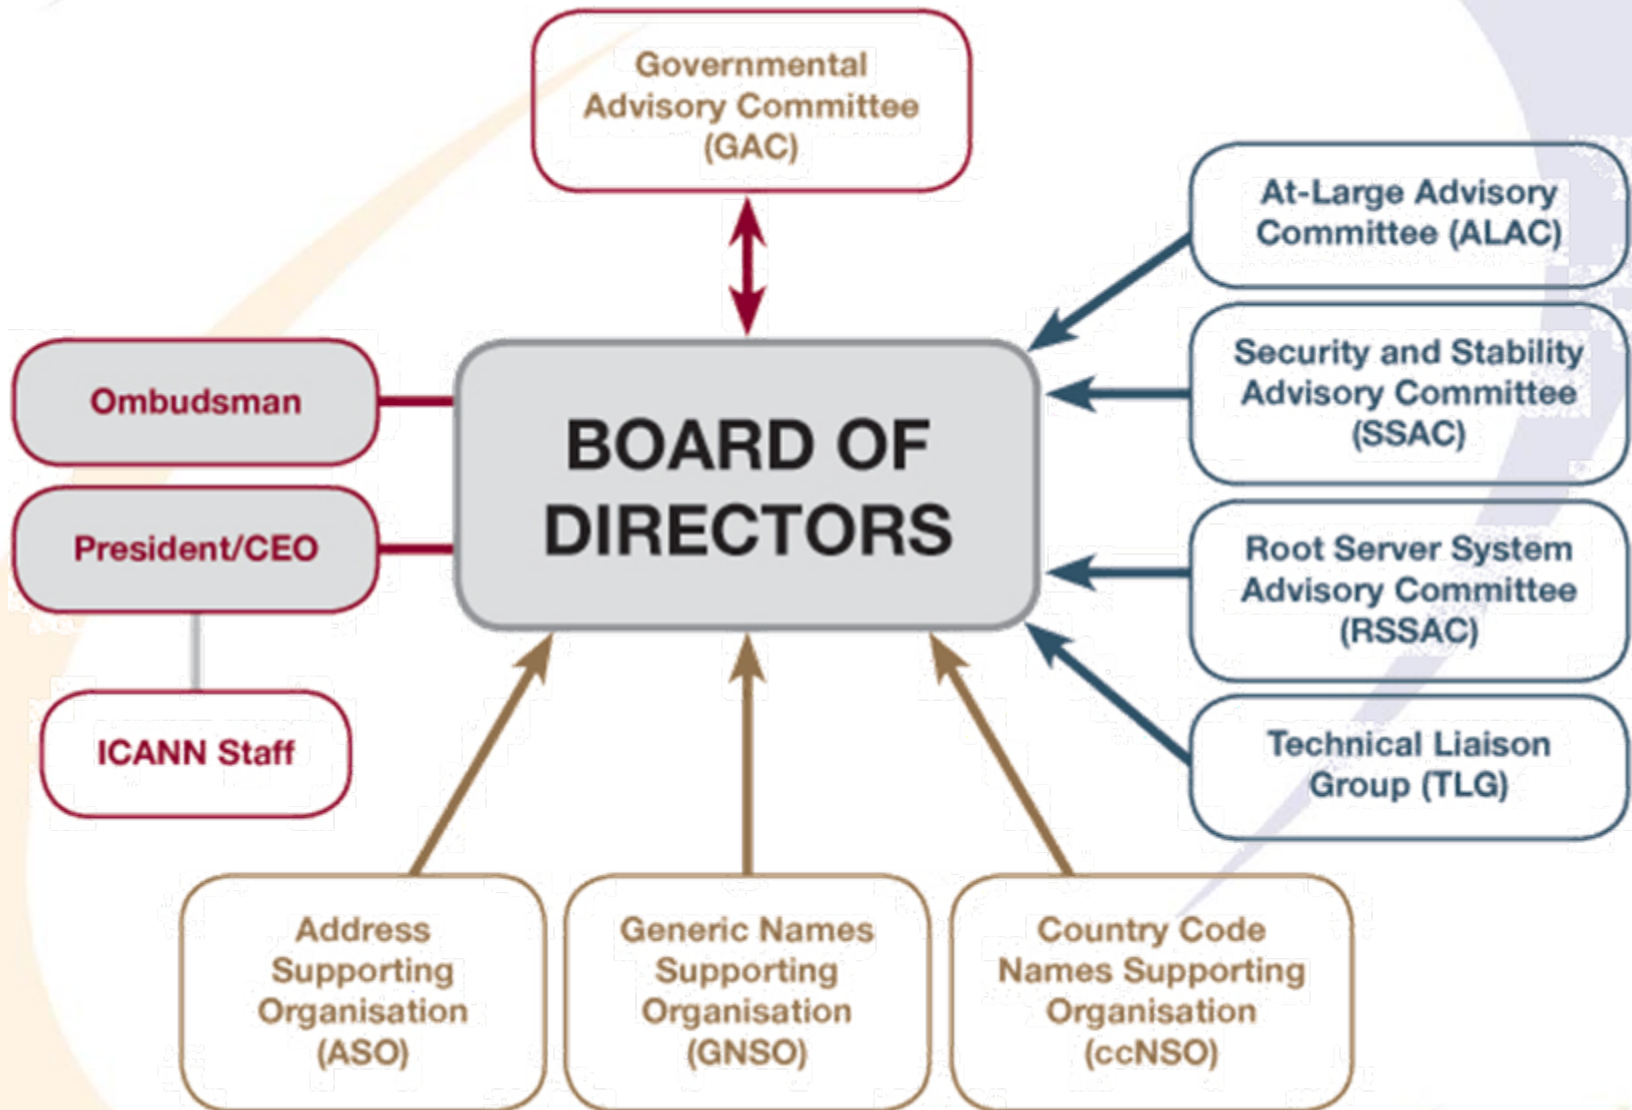 Governmental
Advisory Committee
(GAC)
At-Large Advisory
Committee (ALAC)
Security and Stability
Advisory Committee
(SSAC)
Ombudsman
BOARD OF
DIRECTORS
President/CEO
Root Server System
Advisory Committee
(RSSAC)
ICANN Staff
Technical Liaison
Group (TLG)
Address
Supporting
Organisation
(ASO)
Generic Names
Supporting
Organisation
(GNSO)
Country Code
Names Supporting
Organisation
(ccNSO)